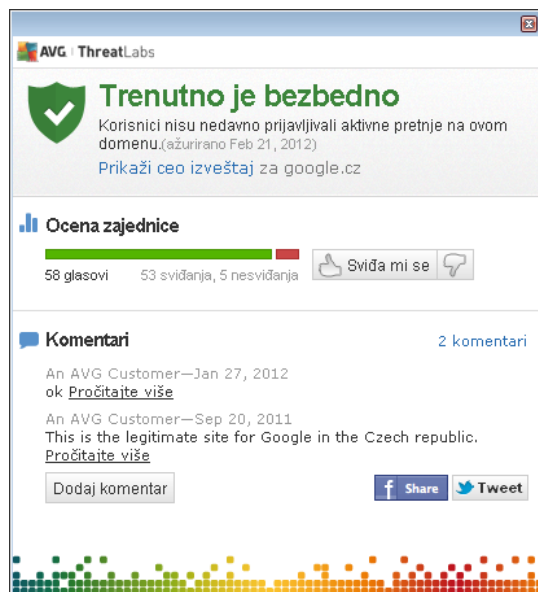 AVG ThreatLabs
Trenutno je bezbedno
Korisnici nisu nedavno prijavljivali aktivne pretnje na ovom
domenu.(ažurirano Feb 21, 2012)
Prikaži ceo izveštaj za google.cz
Ocena zajednice
58 glasovi 53 sviđanja, 5 nesviđanja
Sviđa mi se
Komentari
2 komentari
An AVG Customer—Jan 27, 2012
ok Pročitajte više
An AVG Customer—Sep 20, 2011
This is the legitimate site for Google in the Czech republic.
Pročitajte više
Dodaj komentar
f Share
Tweet